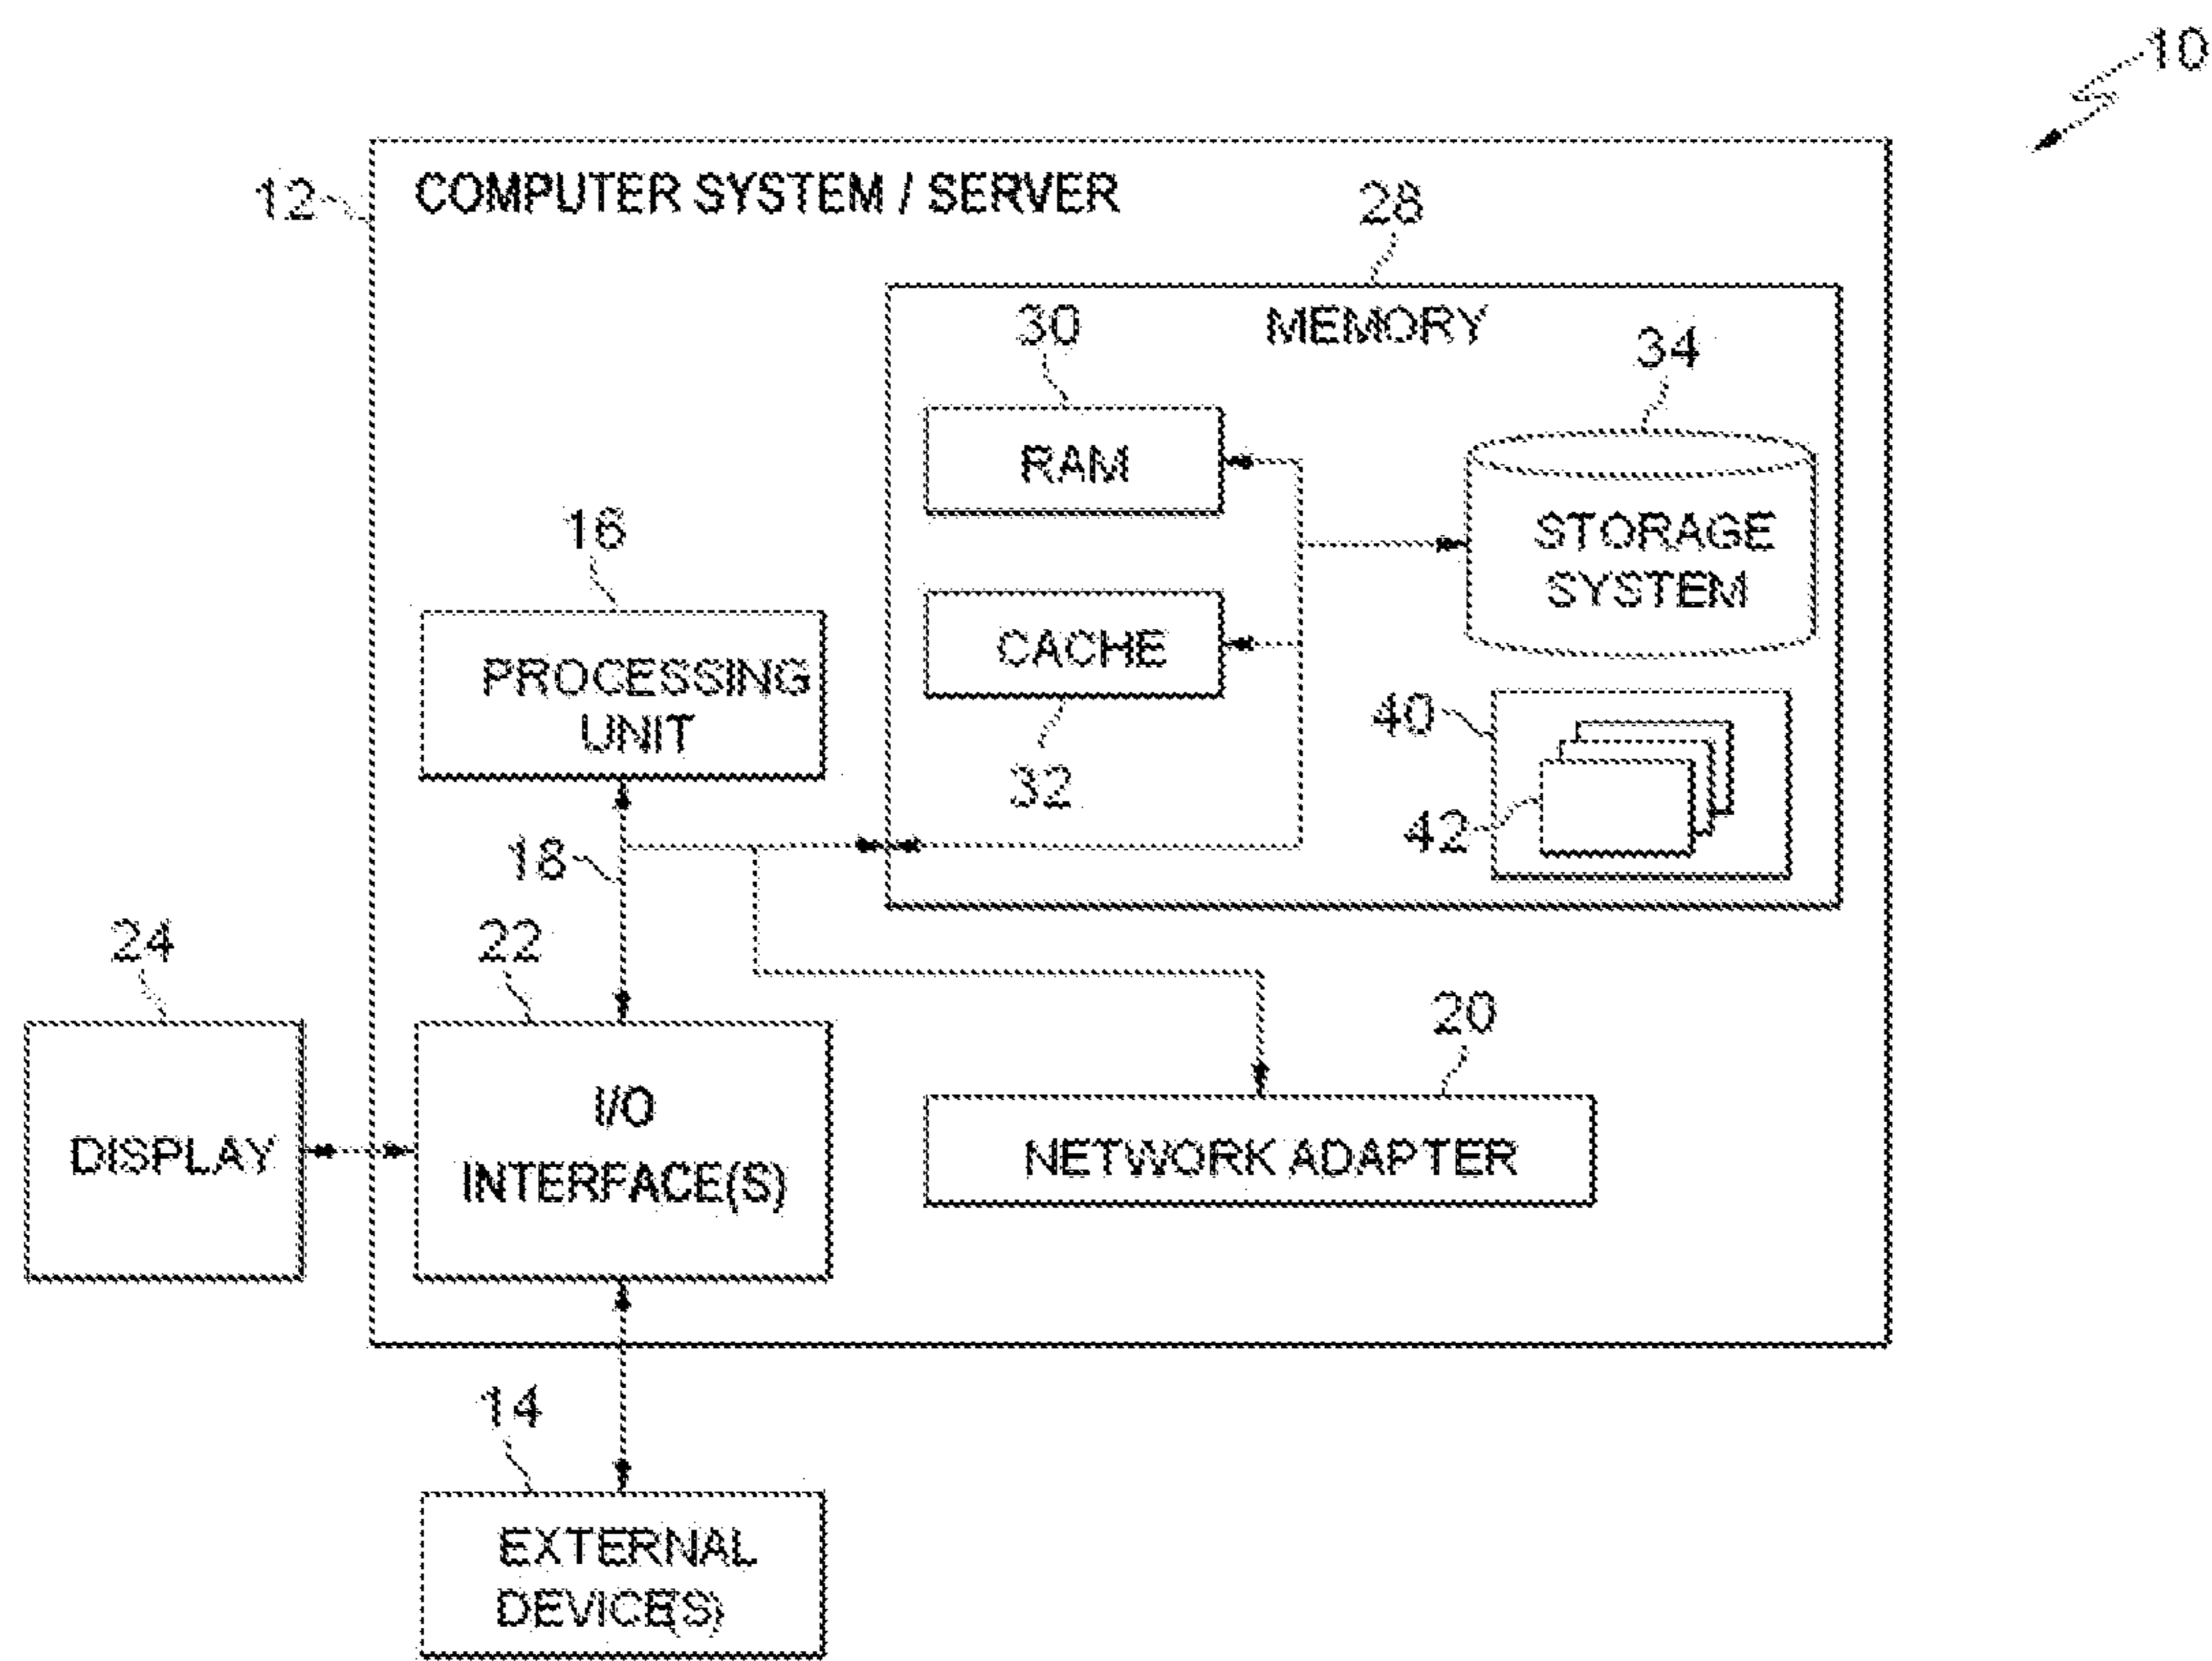 10
12
COMPUTER SYSTEM / SERVER
28
MEMORY
30
34
RAM
STORAGE
SYSTEM
16
PROCESSING
UNIT
CACHE
32
40
42
18
24
22
20
DISPLAY
I/O
INTERFACE(S)
NETWORK ADAPTER
14
EXTERNAL
DEVICE(S)